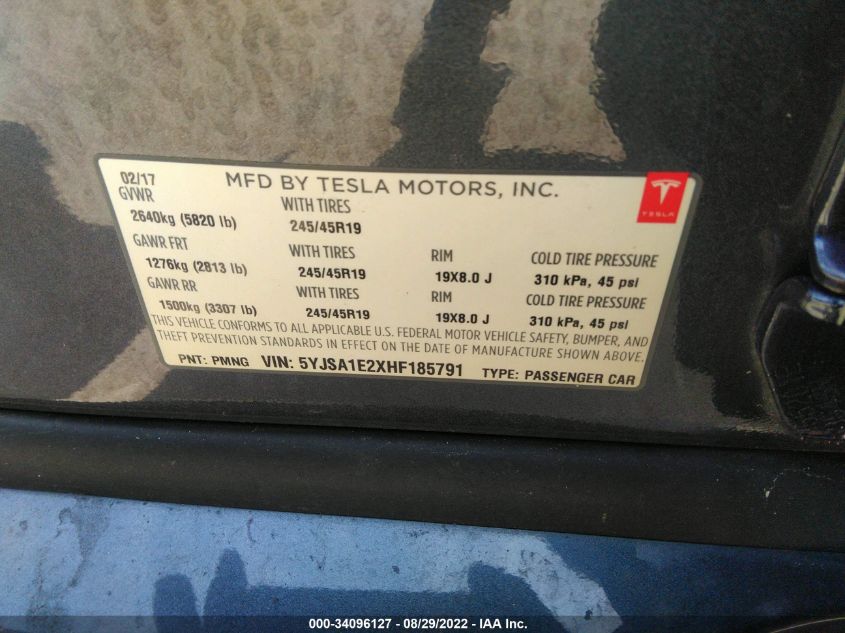 02/17 MFD BY TESLA MOTORS, INC.
GVWR WITH TIRES
2640kg (5820 lb) 245/45R19
TESLA
GAWR FRT WITH TIRES RIM COLD TIRE PRESSURE
1276kg (2813 lb) 245/45R19 19X8.0 J 310 kPa, 45 psi
GAWR RR WITH TIRES RIM COLD TIRE PRESSURE
1500kg (3307 lb) 245/45R19 19X8.0 J 310 kPa, 45 psi
THIS VEHICLE CONFORMS TO ALL APPLICABLE U.S. FEDERAL MOTOR VEHICLE SAFETY, BUMPER, AND
THEFT PREVENTION STANDARDS IN EFFECT ON THE DATE OF MANUFACTURE SHOWN ABOVE.
PNT: PMNG VIN: 5YJSA1E2XHF185791 TYPE: PASSENGER CAR
000-34096127 - 08/29/2022 - IAA Inc.